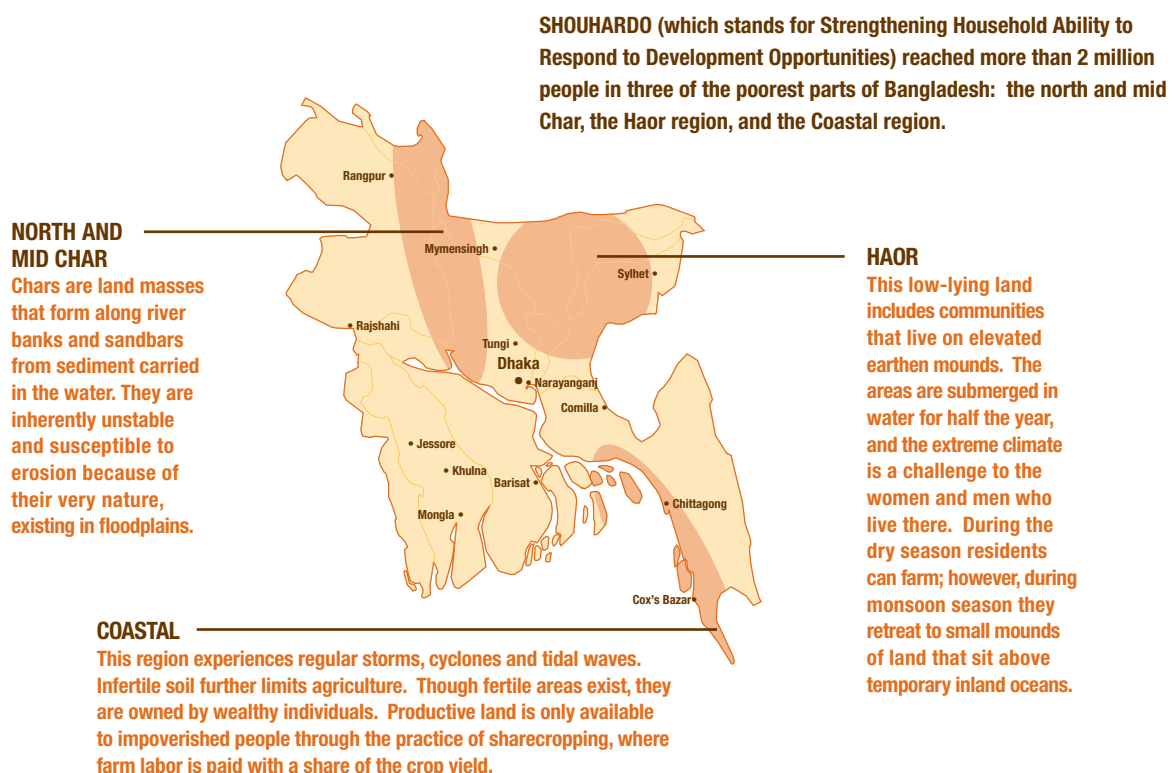 SHOUHARDO (which stands for Strengthening Household Ability to
Respond to Development Opportunities) reached more than 2 million
people in three of the poorest parts of Bangladesh:  the north and mid
Char, the Haor region, and the Coastal region.
NORTH AND
MID CHAR
Chars are land masses
that form along river
banks and sandbars
from sediment carried
in the water. They are
inherently unstable
and susceptible to
erosion because of
their very nature,
existing in floodplains.
Rangpur
Mymensingh
Sylhet
Rajshahi
Tungi
Dhaka
Narayanganj
Comilla
Jessore
Khulna
Barisat
Mongla
Chittagong
Cox's Bazar
HAOR
This low-lying land
includes communities
that live on elevated
earthen mounds.  The
areas are submerged in
water for half the year,
and the extreme climate
is a challenge to the
women and men who
live there.  During the
dry season residents
can farm; however, during
monsoon season they
retreat to small mounds
of land that sit above
temporary inland oceans.
COASTAL
This region experiences regular storms, cyclones and tidal waves.
Infertile soil further limits agriculture.  Though fertile areas exist, they
are owned by wealthy individuals.  Productive land is only available
to impoverished people through the practice of sharecropping, where
farm labor is paid with a share of the crop yield.